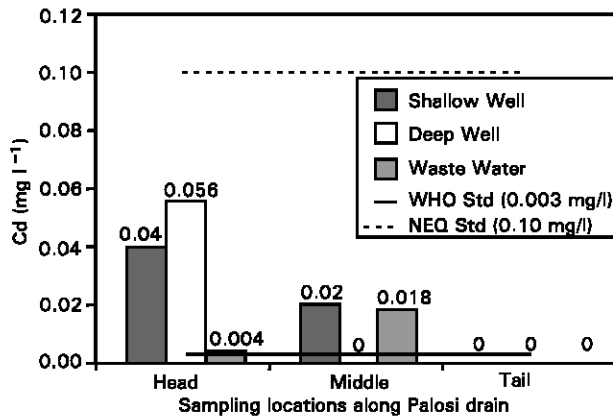 0.12
0.10
0.08
0.06
0.04
0.02
0.00
Cd (mg l⁻¹)
Shallow Well
Deep Well
Waste Water
WHO Std (0.003 mg/l)
NEQ Std (0.10 mg/l)
0.04
0.056
0.004
0.02
0
0.018
0
0
0
Head
Middle
Tail
Sampling locations along Palosi drain